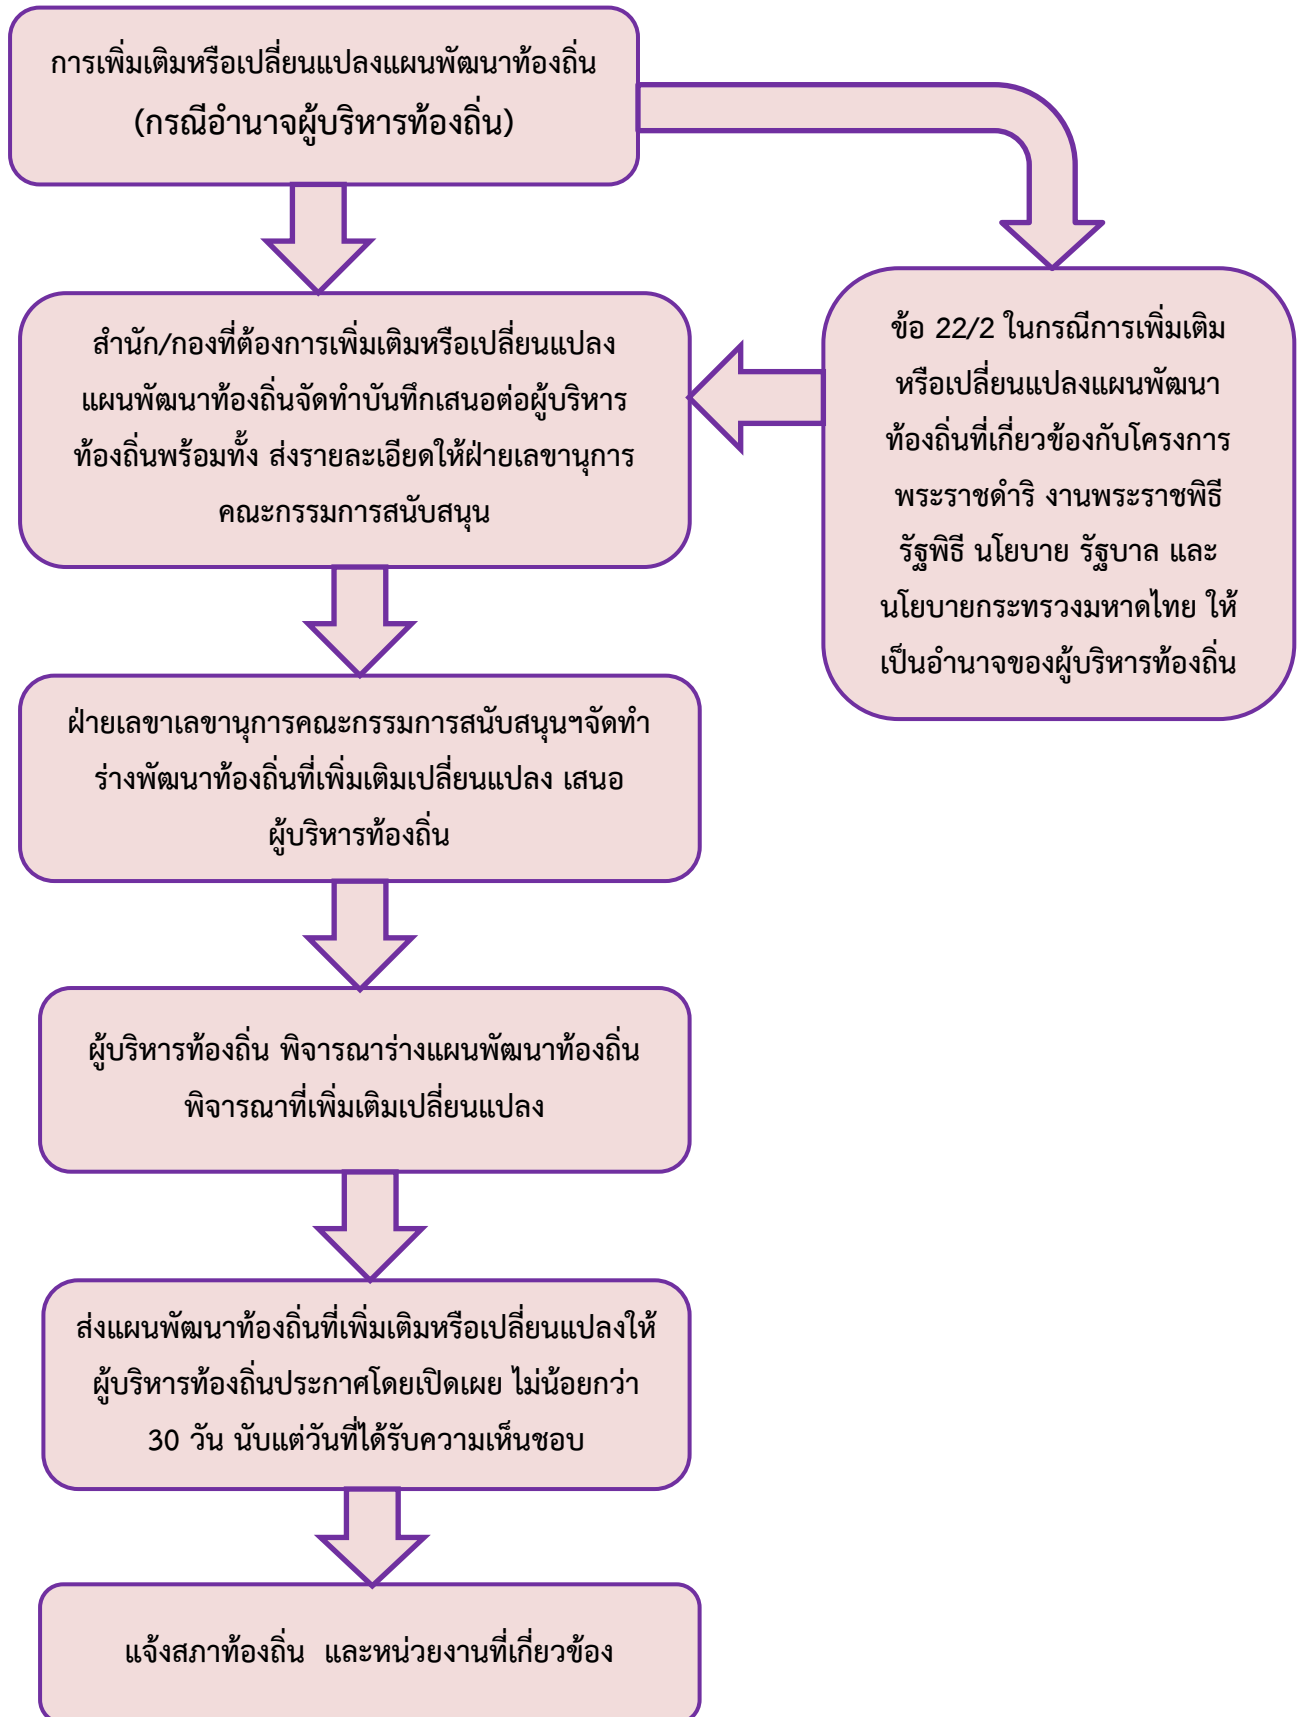 การเพิ่มเติมหรือเปลี่ยนแปลงแผนพัฒนาท้องถิ่น
(กรณีอำนาจผู้บริหารท้องถิ่น)
สำนัก/กองที่ต้องการเพิ่มเติมหรือเปลี่ยนแปลง
แผนพัฒนาท้องถิ่นจัดทำบันทึกเสนอต่อผู้บริหาร
ท้องถิ่นพร้อมทั้ง ส่งรายละเอียดให้ฝ่ายเลขานุการ
คณะกรรมการสนับสนุน
ข้อ 22/2 ในกรณีการเพิ่มเติม
หรือเปลี่ยนแปลงแผนพัฒนา
ท้องถิ่นที่เกี่ยวข้องกับโครงการ
พระราชดำริ งานพระราชพิธี
รัฐพิธี นโยบาย รัฐบาล และ
นโยบายกระทรวงมหาดไทย ให้
เป็นอำนาจของผู้บริหารท้องถิ่น
ฝ่ายเลขาเลขานุการคณะกรรมการสนับสนุนฯจัดทำ
ร่างพัฒนาท้องถิ่นที่เพิ่มเติมเปลี่ยนแปลง เสนอ
ผู้บริหารท้องถิ่น
ผู้บริหารท้องถิ่น พิจารณาร่างแผนพัฒนาท้องถิ่น
พิจารณาที่เพิ่มเติมเปลี่ยนแปลง
ส่งแผนพัฒนาท้องถิ่นที่เพิ่มเติมหรือเปลี่ยนแปลงให้
ผู้บริหารท้องถิ่นประกาศโดยเปิดเผย ไม่น้อยกว่า
30 วัน นับแต่วันที่ได้รับความเห็นชอบ
แจ้งสภาท้องถิ่น และหน่วยงานที่เกี่ยวข้อง